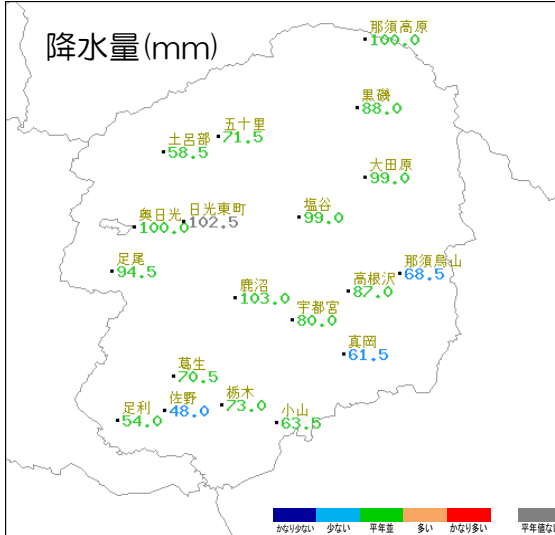 降水量(mm)
那須高原
100.0
黒磯
88.0
五十里
71.5
土呂部
58.5
大田原
99.0
塩谷
99.0
日光東町
102.5
奥日光
100.0
足尾
94.5
那須烏山
68.5
高根沢
87.0
鹿沼
103.0
宇都宮
80.0
真岡
61.5
葛生
70.5
佐野
48.0
栃木
73.0
足利
54.0
小山
63.5
かなり少ない 少ない 平年並 多い かなり多い 平年値な